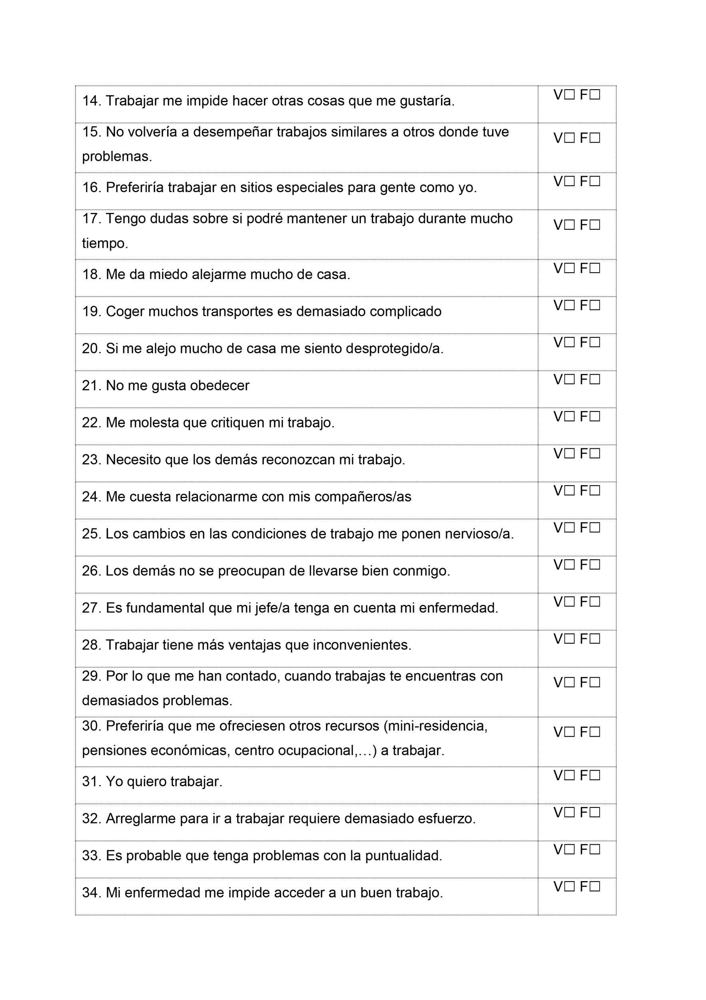 14. Trabajar me impide hacer otras cosas que me gustaría. V☐ F☐
15. No volvería a desempeñar trabajos similares a otros donde tuve
problemas. V☐ F☐
16. Preferiría trabajar en sitios especiales para gente como yo. V☐ F☐
17. Tengo dudas sobre si podré mantener un trabajo durante mucho
tiempo. V☐ F☐
18. Me da miedo alejarme mucho de casa. V☐ F☐
19. Coger muchos transportes es demasiado complicado V☐ F☐
20. Si me alejo mucho de casa me siento desprotegido/a. V☐ F☐
21. No me gusta obedecer V☐ F☐
22. Me molesta que critiquen mi trabajo. V☐ F☐
23. Necesito que los demás reconozcan mi trabajo. V☐ F☐
24. Me cuesta relacionarme con mis compañeros/as V☐ F☐
25. Los cambios en las condiciones de trabajo me ponen nervioso/a. V☐ F☐
26. Los demás no se preocupan de llevarse bien conmigo. V☐ F☐
27. Es fundamental que mi jefe/a tenga en cuenta mi enfermedad. V☐ F☐
28. Trabajar tiene más ventajas que inconvenientes. V☐ F☐
29. Por lo que me han contado, cuando trabajas te encuentras con
demasiados problemas. V☐ F☐
30. Preferiría que me ofreciesen otros recursos (mini-residencia,
pensiones económicas, centro ocupacional,…) a trabajar. V☐ F☐
31. Yo quiero trabajar. V☐ F☐
32. Arreglarme para ir a trabajar requiere demasiado esfuerzo. V☐ F☐
33. Es probable que tenga problemas con la puntualidad. V☐ F☐
34. Mi enfermedad me impide acceder a un buen trabajo. V☐ F☐